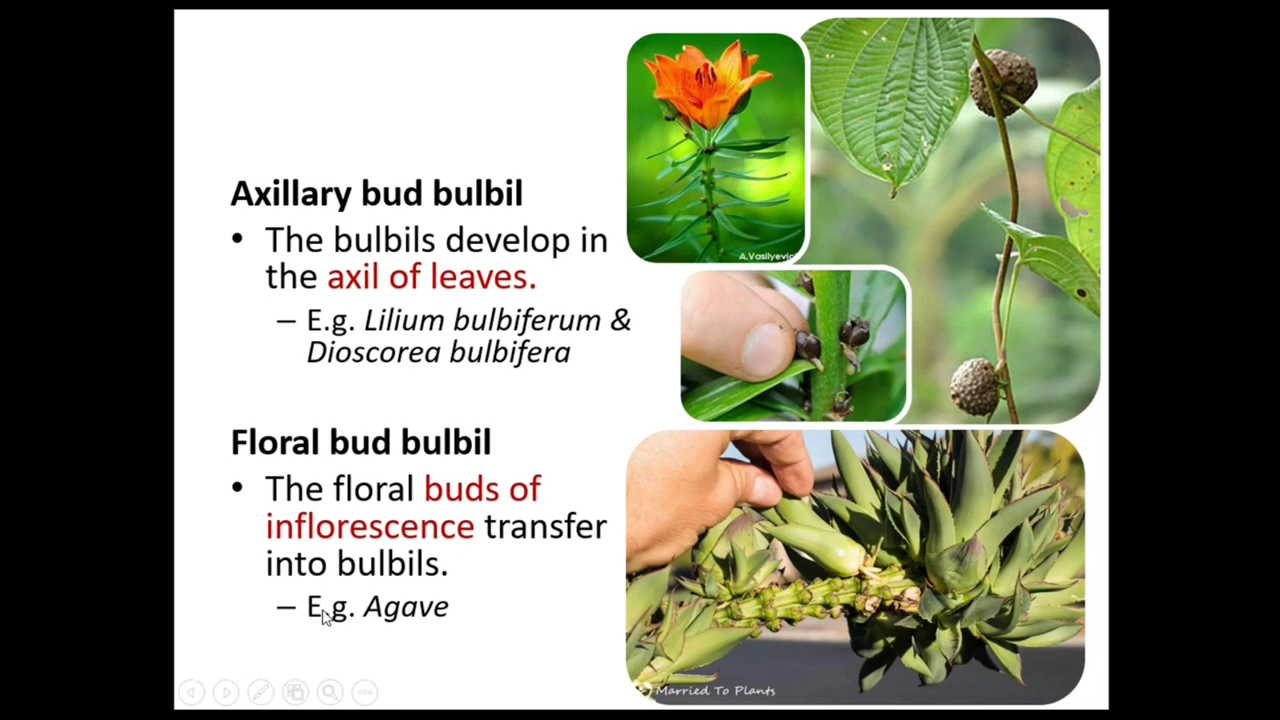 Axillary bud bulbil
• The bulbils develop in
the axil of leaves.
– E.g. Lilium bulbiferum &
Dioscorea bulbifera
Floral bud bulbil
• The floral buds of
inflorescence transfer
into bulbils.
– E.g. Agave
A.Vasilyevic
Married To Plants